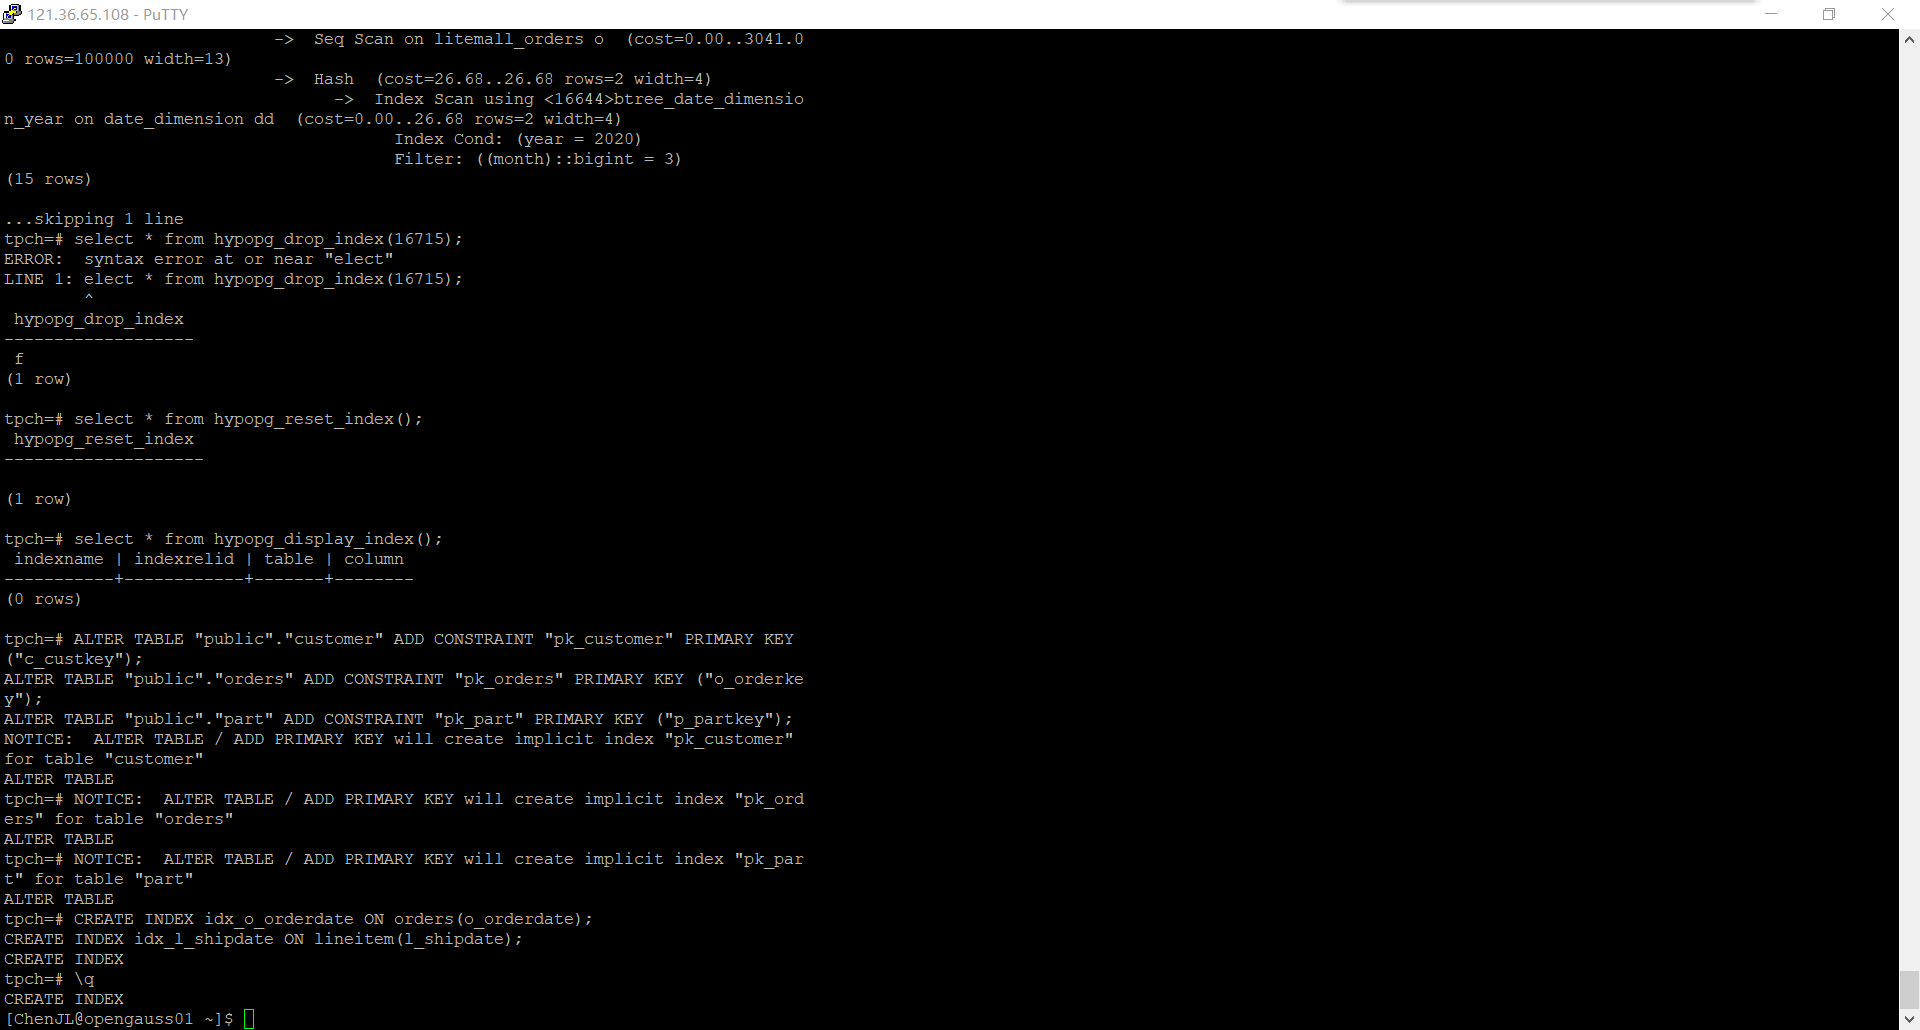 121.36.65.108 - PuTTY
                           ->  Seq Scan on litemall_orders o  (cost=0.00..3041.0
0 rows=100000 width=13)
                           ->  Hash  (cost=26.68..26.68 rows=2 width=4)
                                 ->  Index Scan using <16644>btree_date_dimensio
n_year on date_dimension dd  (cost=0.00..26.68 rows=2 width=4)
                                       Index Cond: (year = 2020)
                                       Filter: ((month)::bigint = 3)
(15 rows)
...skipping 1 line
tpch=# select * from hypopg_drop_index(16715);
ERROR:  syntax error at or near "elect"
LINE 1: elect * from hypopg_drop_index(16715);
        ^
 hypopg_drop_index
-------------------
 f
(1 row)
tpch=# select * from hypopg_reset_index();
 hypopg_reset_index
--------------------
(1 row)
tpch=# select * from hypopg_display_index();
 indexname | indexrelid | table | column
-----------+------------+-------+--------
(0 rows)
tpch=# ALTER TABLE "public"."customer" ADD CONSTRAINT "pk_customer" PRIMARY KEY
("c_custkey");
ALTER TABLE "public"."orders" ADD CONSTRAINT "pk_orders" PRIMARY KEY ("o_orderke
y");
ALTER TABLE "public"."part" ADD CONSTRAINT "pk_part" PRIMARY KEY ("p_partkey");
NOTICE:  ALTER TABLE / ADD PRIMARY KEY will create implicit index "pk_customer"
for table "customer"
ALTER TABLE
tpch=# NOTICE:  ALTER TABLE / ADD PRIMARY KEY will create implicit index "pk_ord
ers" for table "orders"
ALTER TABLE
tpch=# NOTICE:  ALTER TABLE / ADD PRIMARY KEY will create implicit index "pk_par
t" for table "part"
ALTER TABLE
tpch=# CREATE INDEX idx_o_orderdate ON orders(o_orderdate);
CREATE INDEX idx_l_shipdate ON lineitem(l_shipdate);
CREATE INDEX
tpch=# \q
CREATE INDEX
[ChenJL@opengauss01 ~]$